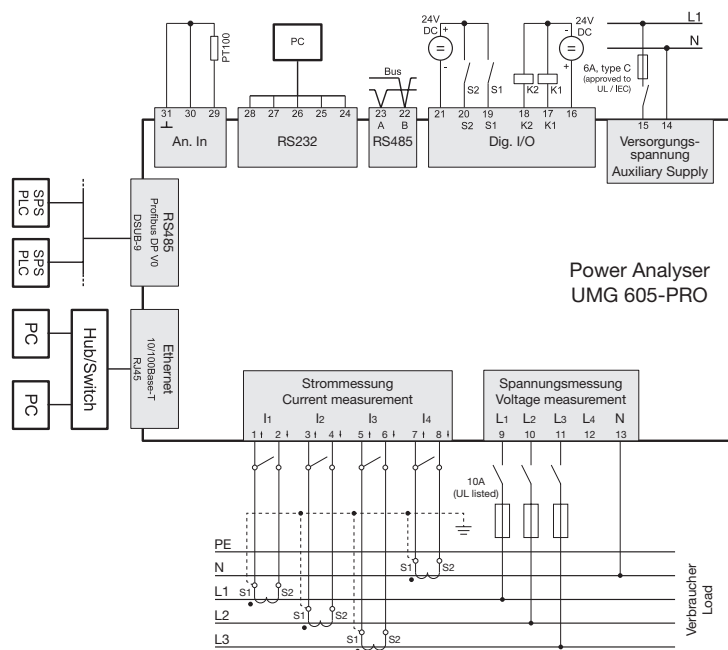 24V
DC
+
-
24V
DC
-
+
L1
N
PT100
PC
Bus
S2
S1
K2
K1
6A, type C
(approved to
UL / IEC)
31 30 29
An. In
28 27 26 25 24
RS232
23 22
A B
RS485
21 20 19 18 17 16
S2 S1 K2 K1
Dig. I/O
15 14
Versorgungs-
spannung
Auxiliary Supply
SPS
PLC
SPS
PLC
RS485
Profibus DP V0
DSUB-9
Power Analyser
UMG 605-PRO
PC
PC
Hub/Switch
Ethernet
10/100Base-T
RJ45
Strommessung
Current measurement
I1 I2 I3 I4
1 2 3 4 5 6 7 8
Spannungsmessung
Voltage measurement
L1 L2 L3 L4 N
9 10 11 12 13
10A
(UL listed)
PE
N
S1 S2
L1
S1 S2
L2
S1 S2
L3
S1 S2
Verbraucher
Load